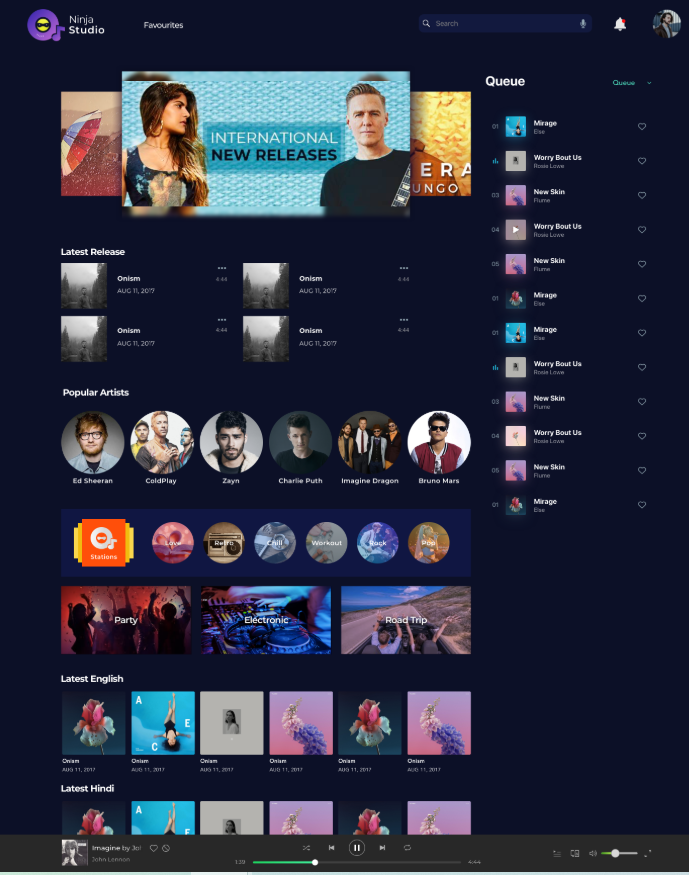 Ninja
Studio
Favourites
Search
INTERNATIONAL
NEW RELEASES
ERA
UNGO
Queue
Queue
01
Mirage
Else
Worry Bout Us
Rosie Lowe
03
New Skin
Flume
04
Worry Bout Us
Rosie Lowe
05
New Skin
Flume
01
Mirage
Else
01
Mirage
Else
Worry Bout Us
Rosie Lowe
03
New Skin
Flume
04
Worry Bout Us
Rosie Lowe
05
New Skin
Flume
01
Mirage
Else
Latest Release
Onism
4:44
AUG 11, 2017
Onism
4:44
AUG 11, 2017
Onism
4:44
AUG 11, 2017
Onism
4:44
AUG 11, 2017
Popular Artists
Ed Sheeran
ColdPlay
Zayn
Charlie Puth
Imagine Dragon
Bruno Mars
Stations
Love
Retro
Chill
Workout
Rock
Pop
Party
Electronic
Road Trip
Latest English
A
E
C
Onism
AUG 11, 2017
Onism
AUG 11, 2017
Onism
AUG 11, 2017
Onism
AUG 11, 2017
Onism
AUG 11, 2017
Onism
AUG 11, 2017
Latest Hindi
A
E
Imagine by Jo
John Lennon
1:39
4:44